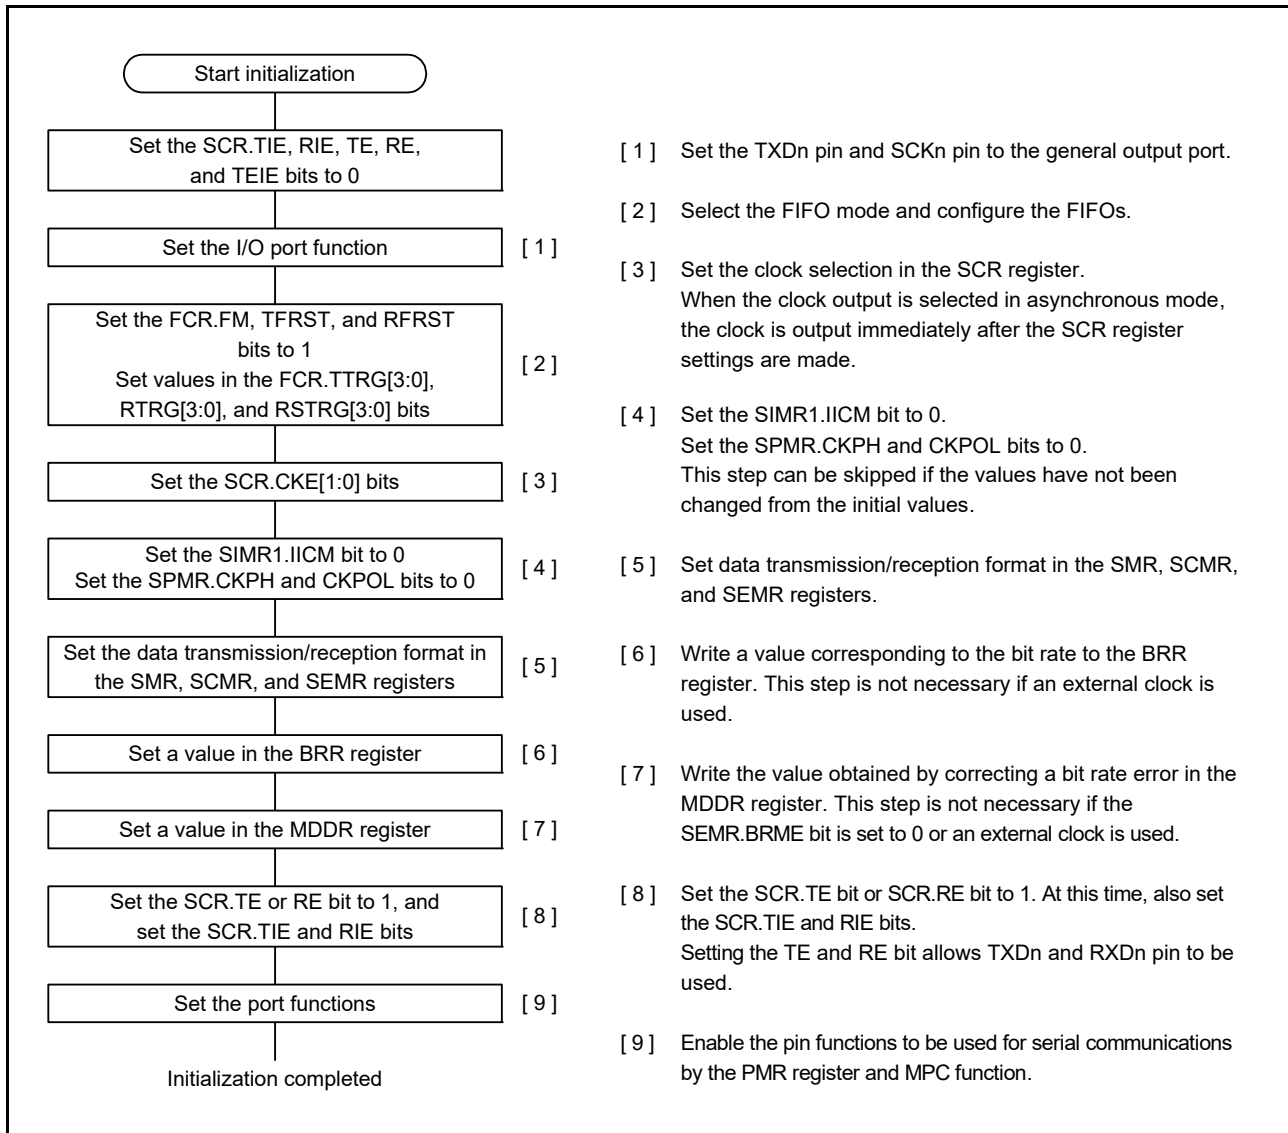 Start initialization
Set the SCR.TIE, RIE, TE, RE,
and TEIE bits to 0
Set the I/O port function
[ 1 ]
Set the FCR.FM, TFRST, and RFRST
bits to 1
Set values in the FCR.TTRG[3:0],
RTRG[3:0], and RSTRG[3:0] bits
[ 2 ]
Set the SCR.CKE[1:0] bits
[ 3 ]
Set the SIMR1.IICM bit to 0
Set the SPMR.CKPH and CKPOL bits to 0
[ 4 ]
Set the data transmission/reception format in
the SMR, SCMR, and SEMR registers
[ 5 ]
Set a value in the BRR register
[ 6 ]
Set a value in the MDDR register
[ 7 ]
Set the SCR.TE or RE bit to 1, and
set the SCR.TIE and RIE bits
[ 8 ]
Set the port functions
[ 9 ]
Initialization completed
[ 1 ] Set the TXDn pin and SCKn pin to the general output port.
[ 2 ] Select the FIFO mode and configure the FIFOs.
[ 3 ] Set the clock selection in the SCR register.
When the clock output is selected in asynchronous mode,
the clock is output immediately after the SCR register
settings are made.
[ 4 ] Set the SIMR1.IICM bit to 0.
Set the SPMR.CKPH and CKPOL bits to 0.
This step can be skipped if the values have not been
changed from the initial values.
[ 5 ] Set data transmission/reception format in the SMR, SCMR,
and SEMR registers.
[ 6 ] Write a value corresponding to the bit rate to the BRR
register. This step is not necessary if an external clock is
used.
[ 7 ] Write the value obtained by correcting a bit rate error in the
MDDR register. This step is not necessary if the
SEMR.BRME bit is set to 0 or an external clock is used.
[ 8 ] Set the SCR.TE bit or SCR.RE bit to 1. At this time, also set
the SCR.TIE and RIE bits.
Setting the TE and RE bit allows TXDn and RXDn pin to be
used.
[ 9 ] Enable the pin functions to be used for serial communications
by the PMR register and MPC function.